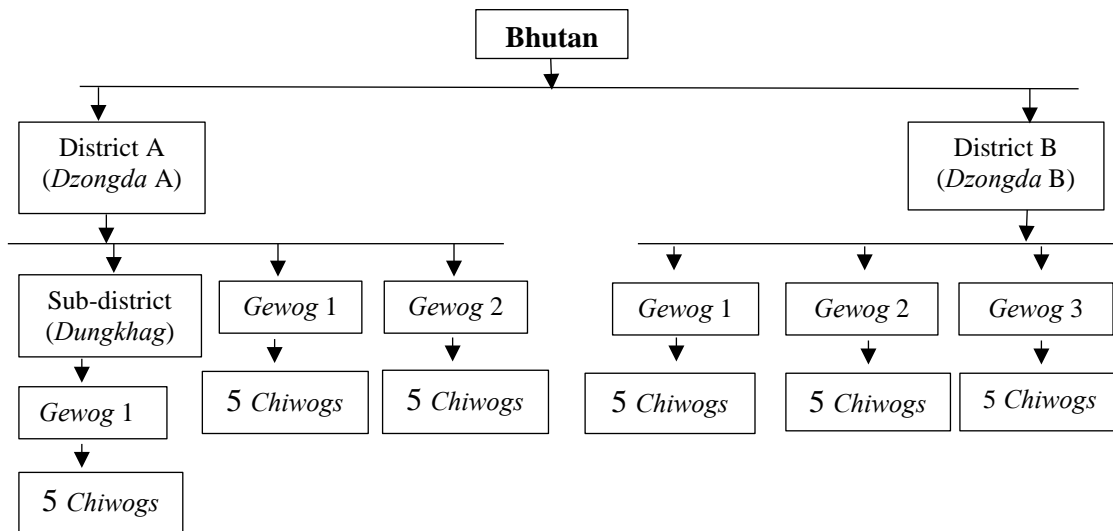 Bhutan
District A
(Dzongda A)
District B
(Dzongda B)
Sub-district
(Dungkhag)
Gewog 1
Gewog 2
Gewog 1
Gewog 2
Gewog 3
5 Chiwogs
5 Chiwogs
5 Chiwogs
5 Chiwogs
5 Chiwogs
Gewog 1
5 Chiwogs